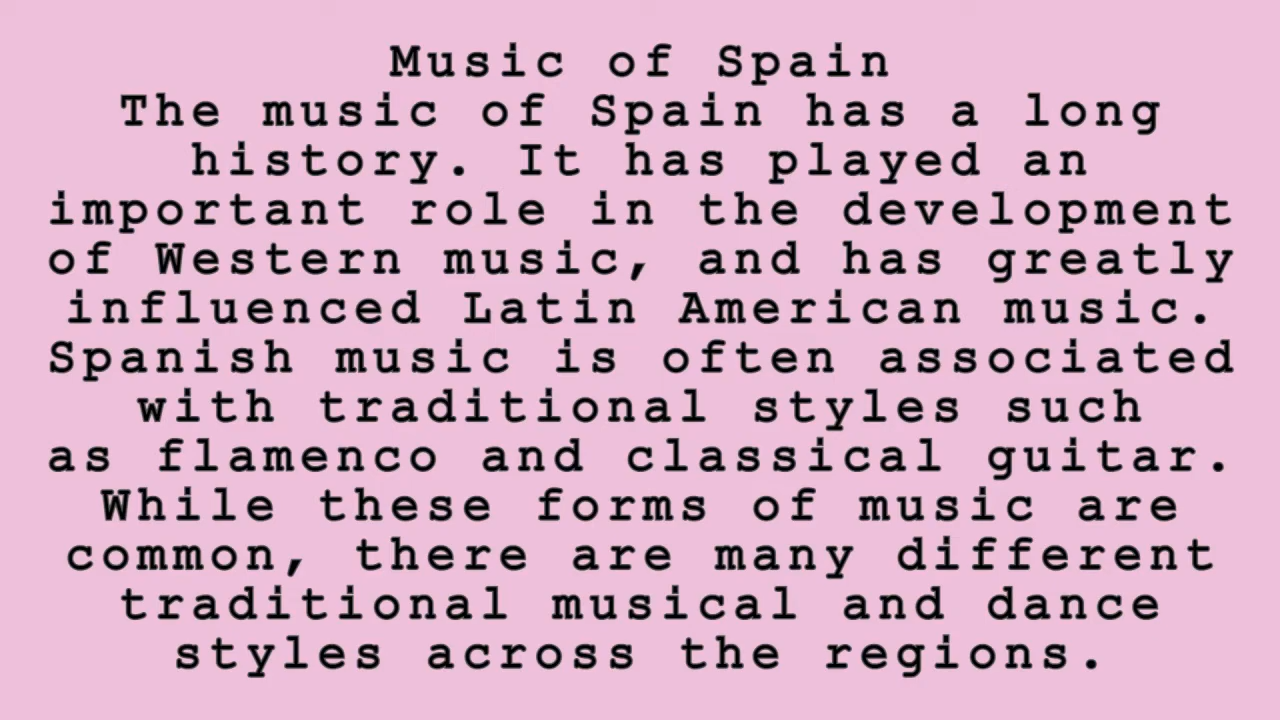 Music of Spain
The music of Spain has a long
history. It has played an
important role in the development
of Western music, and has greatly
influenced Latin American music.
Spanish music is often associated
with traditional styles such
as flamenco and classical guitar.
While these forms of music are
common, there are many different
traditional musical and dance
styles across the regions.